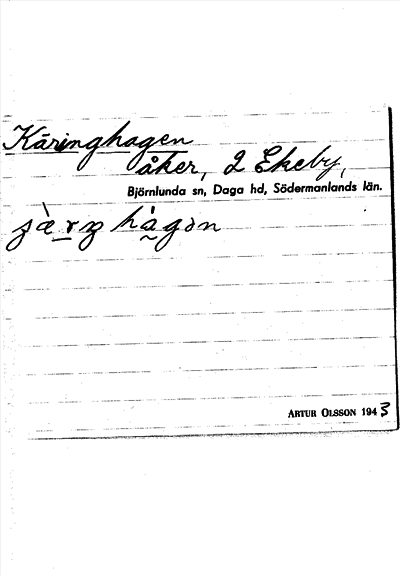 Käringhagen
åker, 2 Ekeby,
Björnlunda sn, Daga hd, Södermanlands län.
ARTUR OLSSON 1943